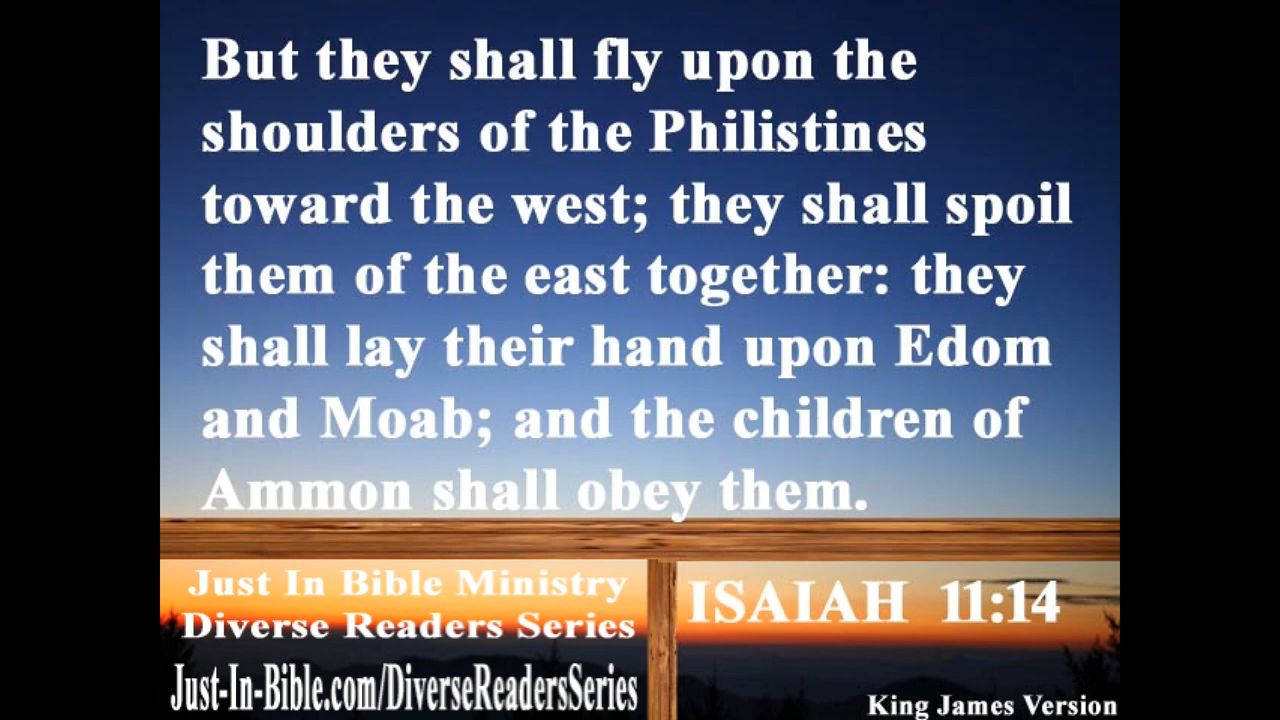 But they shall fly upon the
shoulders of the Philistines
toward the west; they shall spoil
them of the east together: they
shall lay their hand upon Edom
and Moab; and the children of
Ammon shall obey them.
Just In Bible Ministry
Diverse Readers Series
Just-In-Bible.com/DiverseReadersSeries
ISAIAH 11:14
King James Version